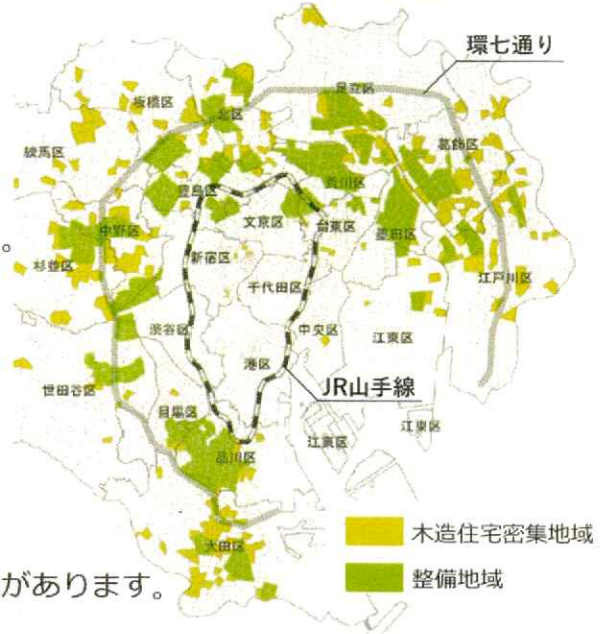 環七通り
足立区
板橋区
北区
葛飾区
練馬区
荒川区
豊島区
文京区
台東区
墨田区
中野区
。
新宿区
杉並区
江戸川区
千代田区
渋谷区
中央区
江東区
港区
世田谷区
JR山手線
目黒区
江東区
江東区
品川区
木造住宅密集地域
大田区
整備地域
があります。